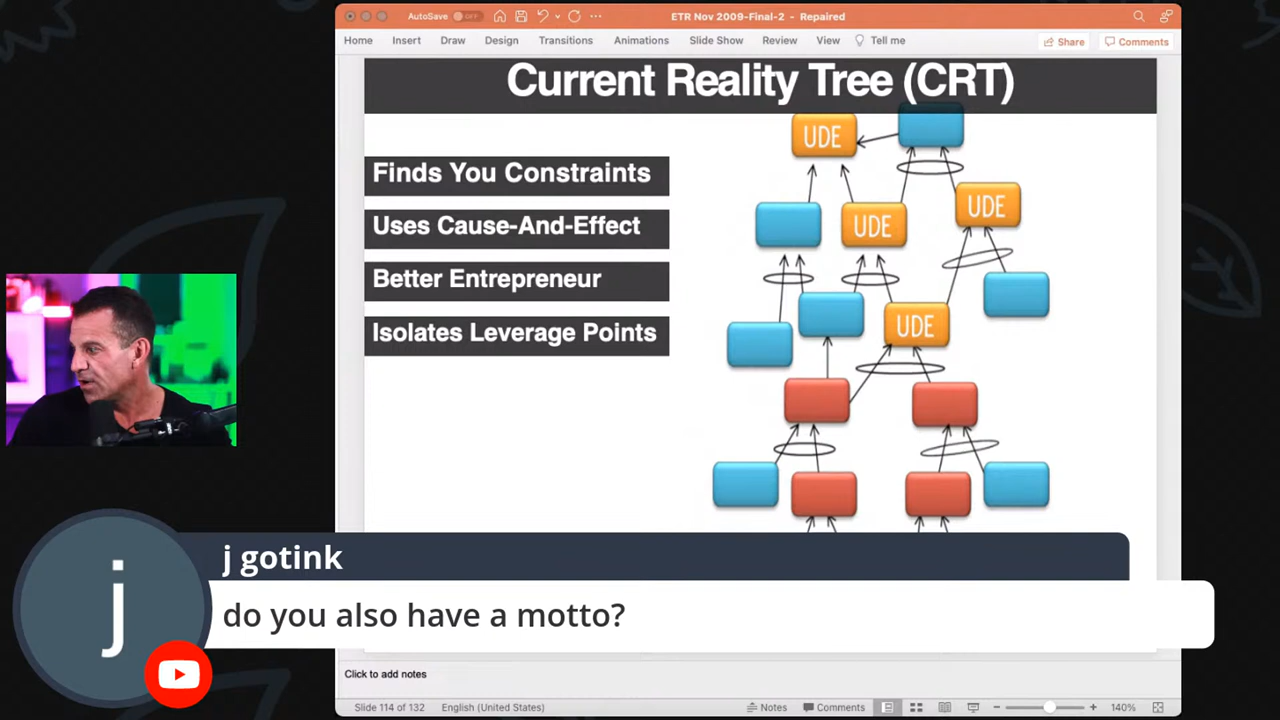 AutoSave OFF
ETR Nov 2009-Final-2 - Repaired
Home Insert Draw Design Transitions Animations Slide Show Review View Tell me Share Comments
Current Reality Tree (CRT)
Finds You Constraints
Uses Cause-And-Effect
Better Entrepreneur
Isolates Leverage Points
UDE
UDE
UDE
UDE
j gotink
j
do you also have a motto?
Click to add notes
Slide 114 of 132 English (United States) Notes Comments 140%